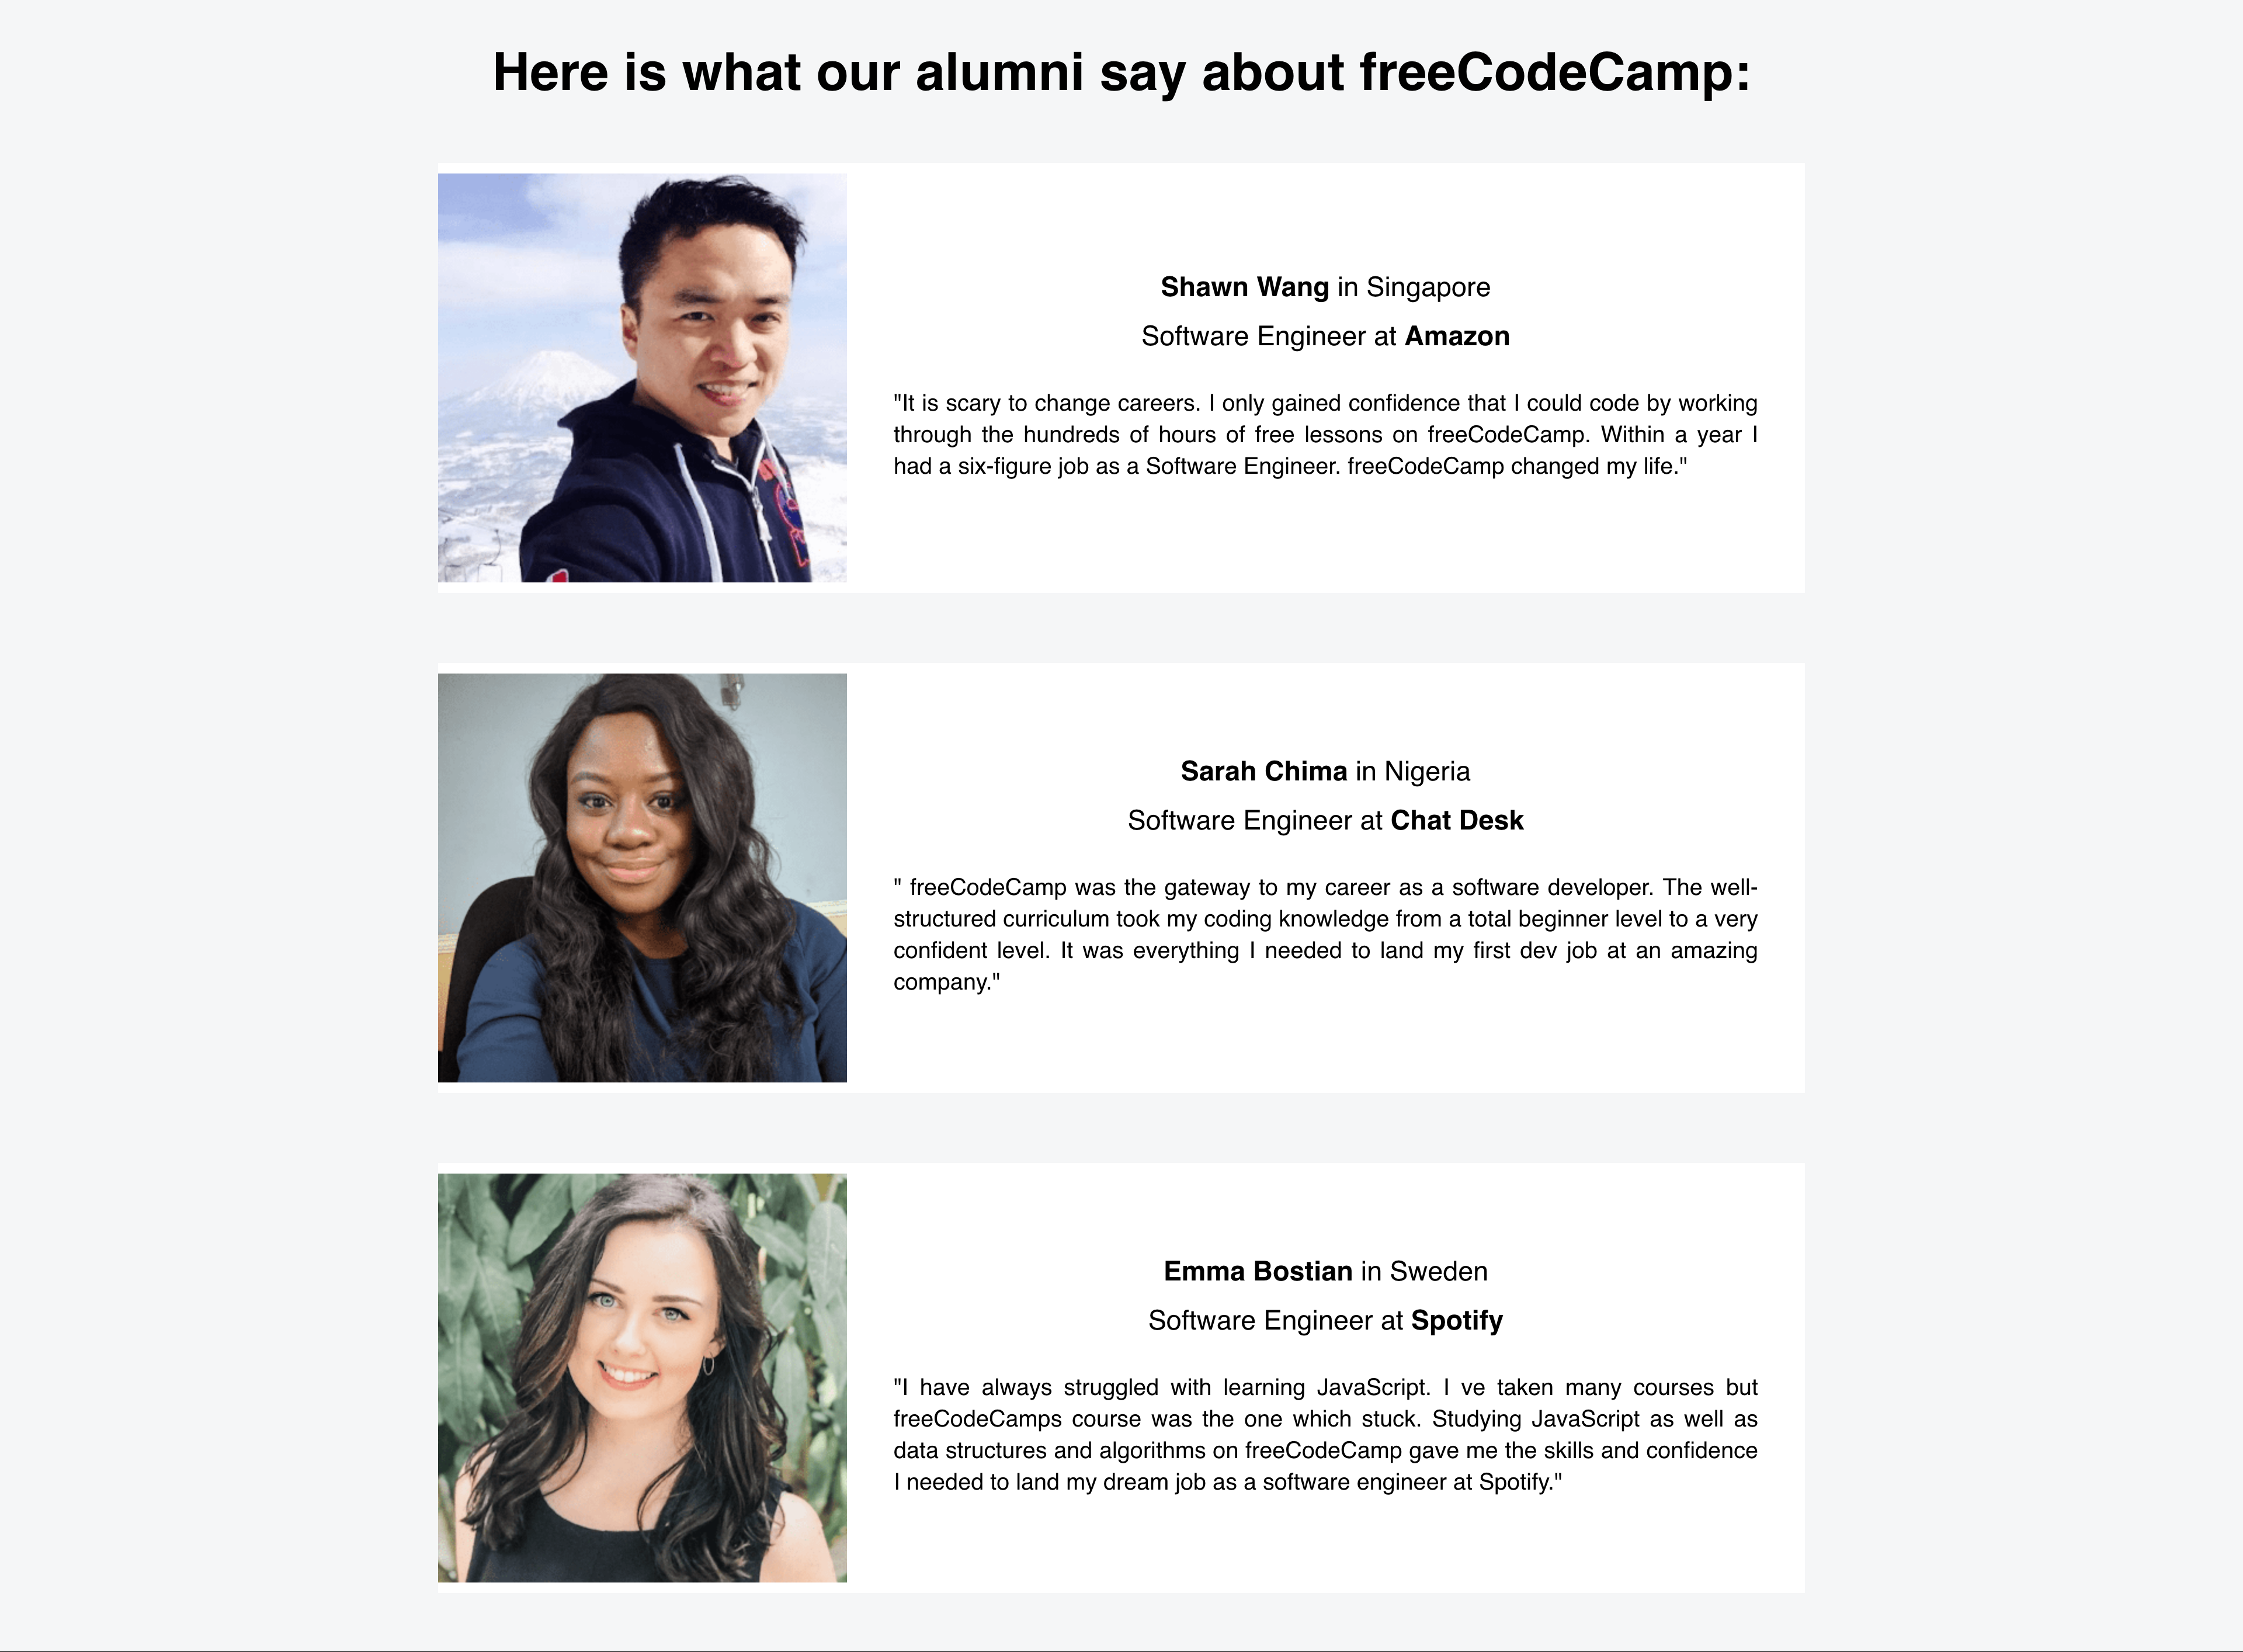 Here is what our alumni say about freeCodeCamp:
Shawn Wang in Singapore
Software Engineer at Amazon
"It is scary to change careers. I only gained confidence that I could code by working
through the hundreds of hours of free lessons on freeCodeCamp. Within a year I
had a six-figure job as a Software Engineer. freeCodeCamp changed my life."
Sarah Chima in Nigeria
Software Engineer at Chat Desk
" freeCodeCamp was the gateway to my career as a software developer. The well-
structured curriculum took my coding knowledge from a total beginner level to a very
confident level. It was everything I needed to land my first dev job at an amazing
company."
Emma Bostian in Sweden
Software Engineer at Spotify
"I have always struggled with learning JavaScript. I ve taken many courses but
freeCodeCamps course was the one which stuck. Studying JavaScript as well as
data structures and algorithms on freeCodeCamp gave me the skills and confidence
I needed to land my dream job as a software engineer at Spotify."